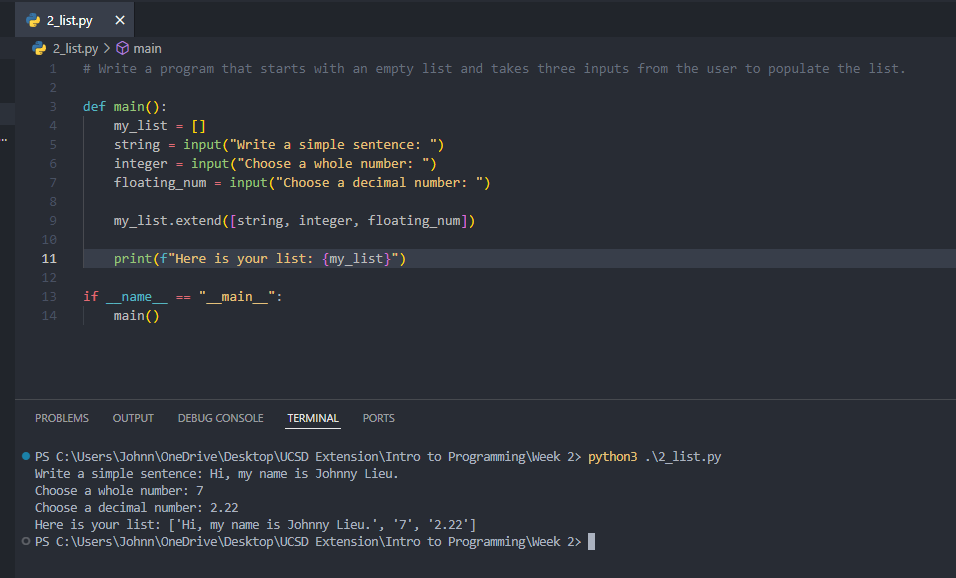 2_list.py ×
2_list.py > main
1 # Write a program that starts with an empty list and takes three inputs from the user to populate the list.
2
3 def main():
4     my_list = []
5     string = input("Write a simple sentence: ")
6     integer = input("Choose a whole number: ")
7     floating_num = input("Choose a decimal number: ")
8
9     my_list.extend([string, integer, floating_num])
10
11     print(f"Here is your list: {my_list}")
12
13 if __name__ == "__main__":
14     main()
PROBLEMS OUTPUT DEBUG CONSOLE TERMINAL PORTS
PS C:\Users\Johnn\OneDrive\Desktop\UCSD Extension\Intro to Programming\Week 2> python3 .\2_list.py
Write a simple sentence: Hi, my name is Johnny Lieu.
Choose a whole number: 7
Choose a decimal number: 2.22
Here is your list: ['Hi, my name is Johnny Lieu.', '7', '2.22']
PS C:\Users\Johnn\OneDrive\Desktop\UCSD Extension\Intro to Programming\Week 2>